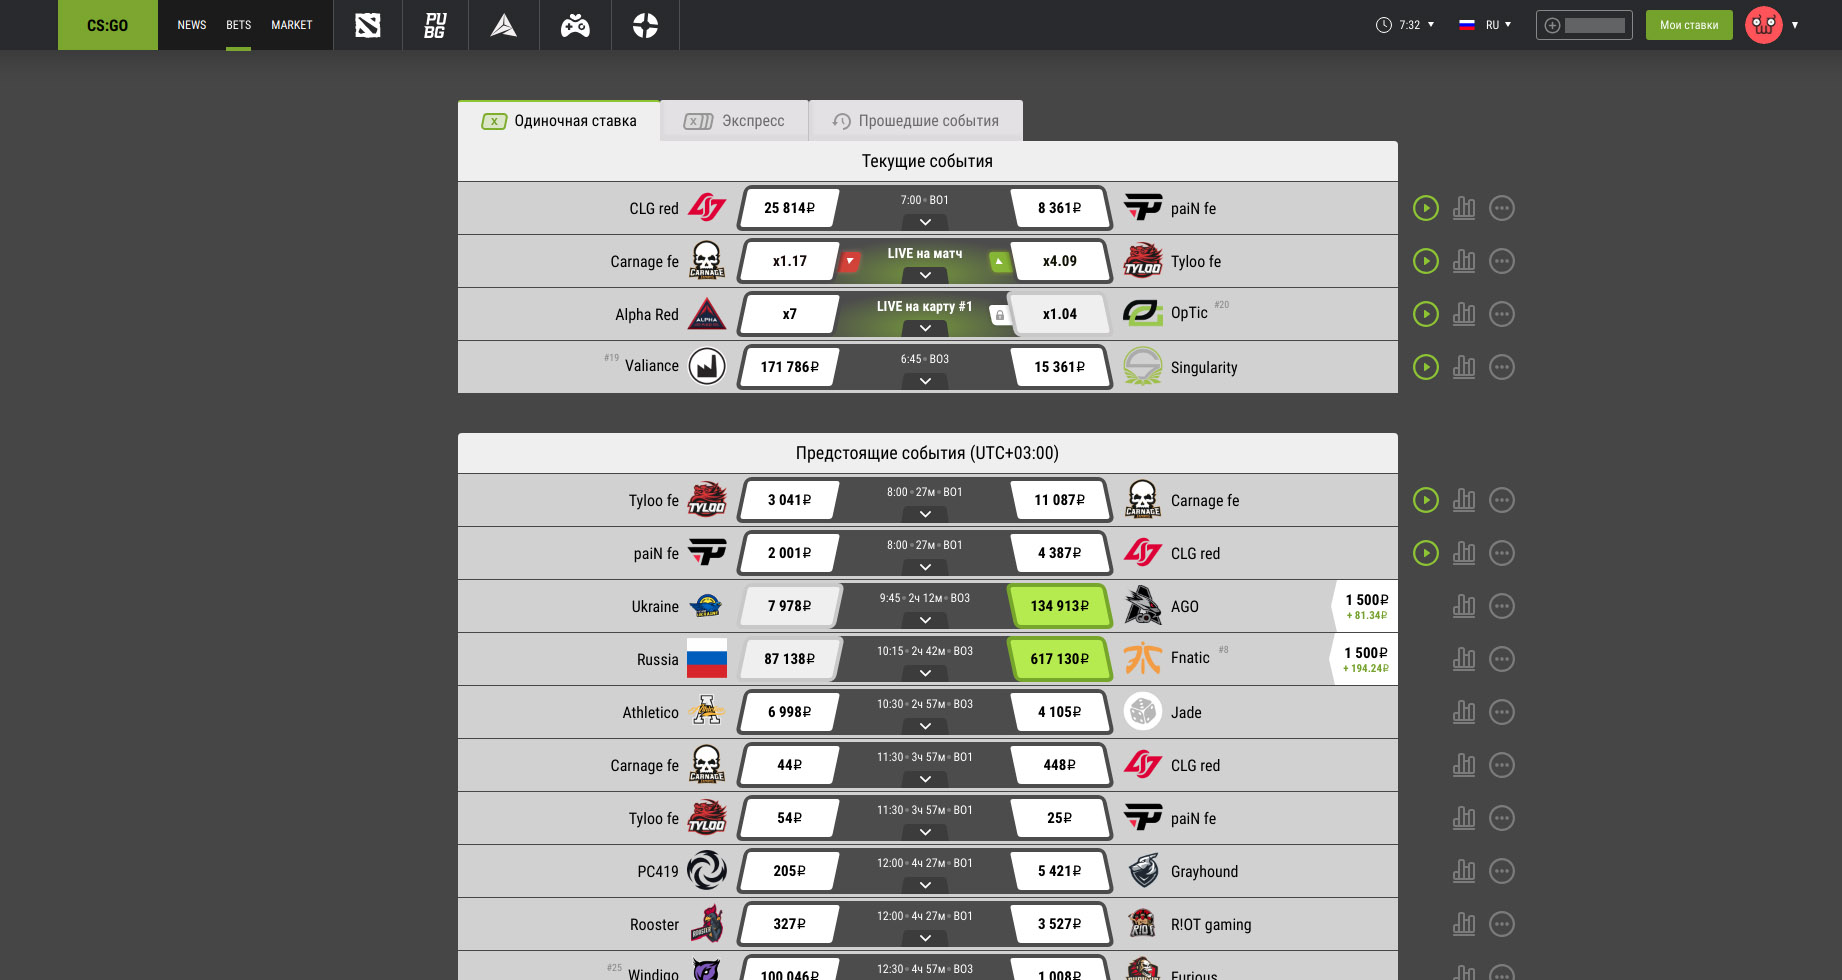 CS:GO NEWS BETS MARKET PU BG 7:32 RU Мои ставки
X Одиночная ставка X Экспресс Прошедшие события
Текущие события
CLG red 25 814₽ 7:00 BO1 8 361₽ paiN fe
Carnage fe CARNAGE x1.17 LIVE на матч x4.09 TYLOO Tyloo fe
Alpha Red ALPHA x7 LIVE на карту #1 x1.04 OpTic #20
#19 Valiance 171 786₽ 6:45 BO3 15 361₽ Singularity
Предстоящие события (UTC+03:00)
Tyloo fe TYLOO 3 041₽ 8:00 27м BO1 11 087₽ CARNAGE Carnage fe
paiN fe 2 001₽ 8:00 27м BO1 4 387₽ CLG red
Ukraine 7 978₽ 9:45 2ч 12м BO3 134 913₽ AGO 1 500₽
+ 81.34₽
Russia 87 138₽ 10:15 2ч 42м BO3 617 130₽ Fnatic #8 1 500₽
+ 194.24₽
Athletico 6 998₽ 10:30 2ч 57м BO3 4 105₽ Jade
Carnage fe CARNAGE 44₽ 11:30 3ч 57м BO1 448₽ CLG red
Tyloo fe TYLOO 54₽ 11:30 3ч 57м BO1 25₽ paiN fe
PC419 205₽ 12:00 4ч 27м BO1 5 421₽ Grayhound
Rooster ROOSTER 327₽ 12:00 4ч 27м BO1 3 527₽ RIOT R!OT gaming
#25 Windigo 100 046₽ 12:30 4ч 57м BO3 1 008₽ Furious